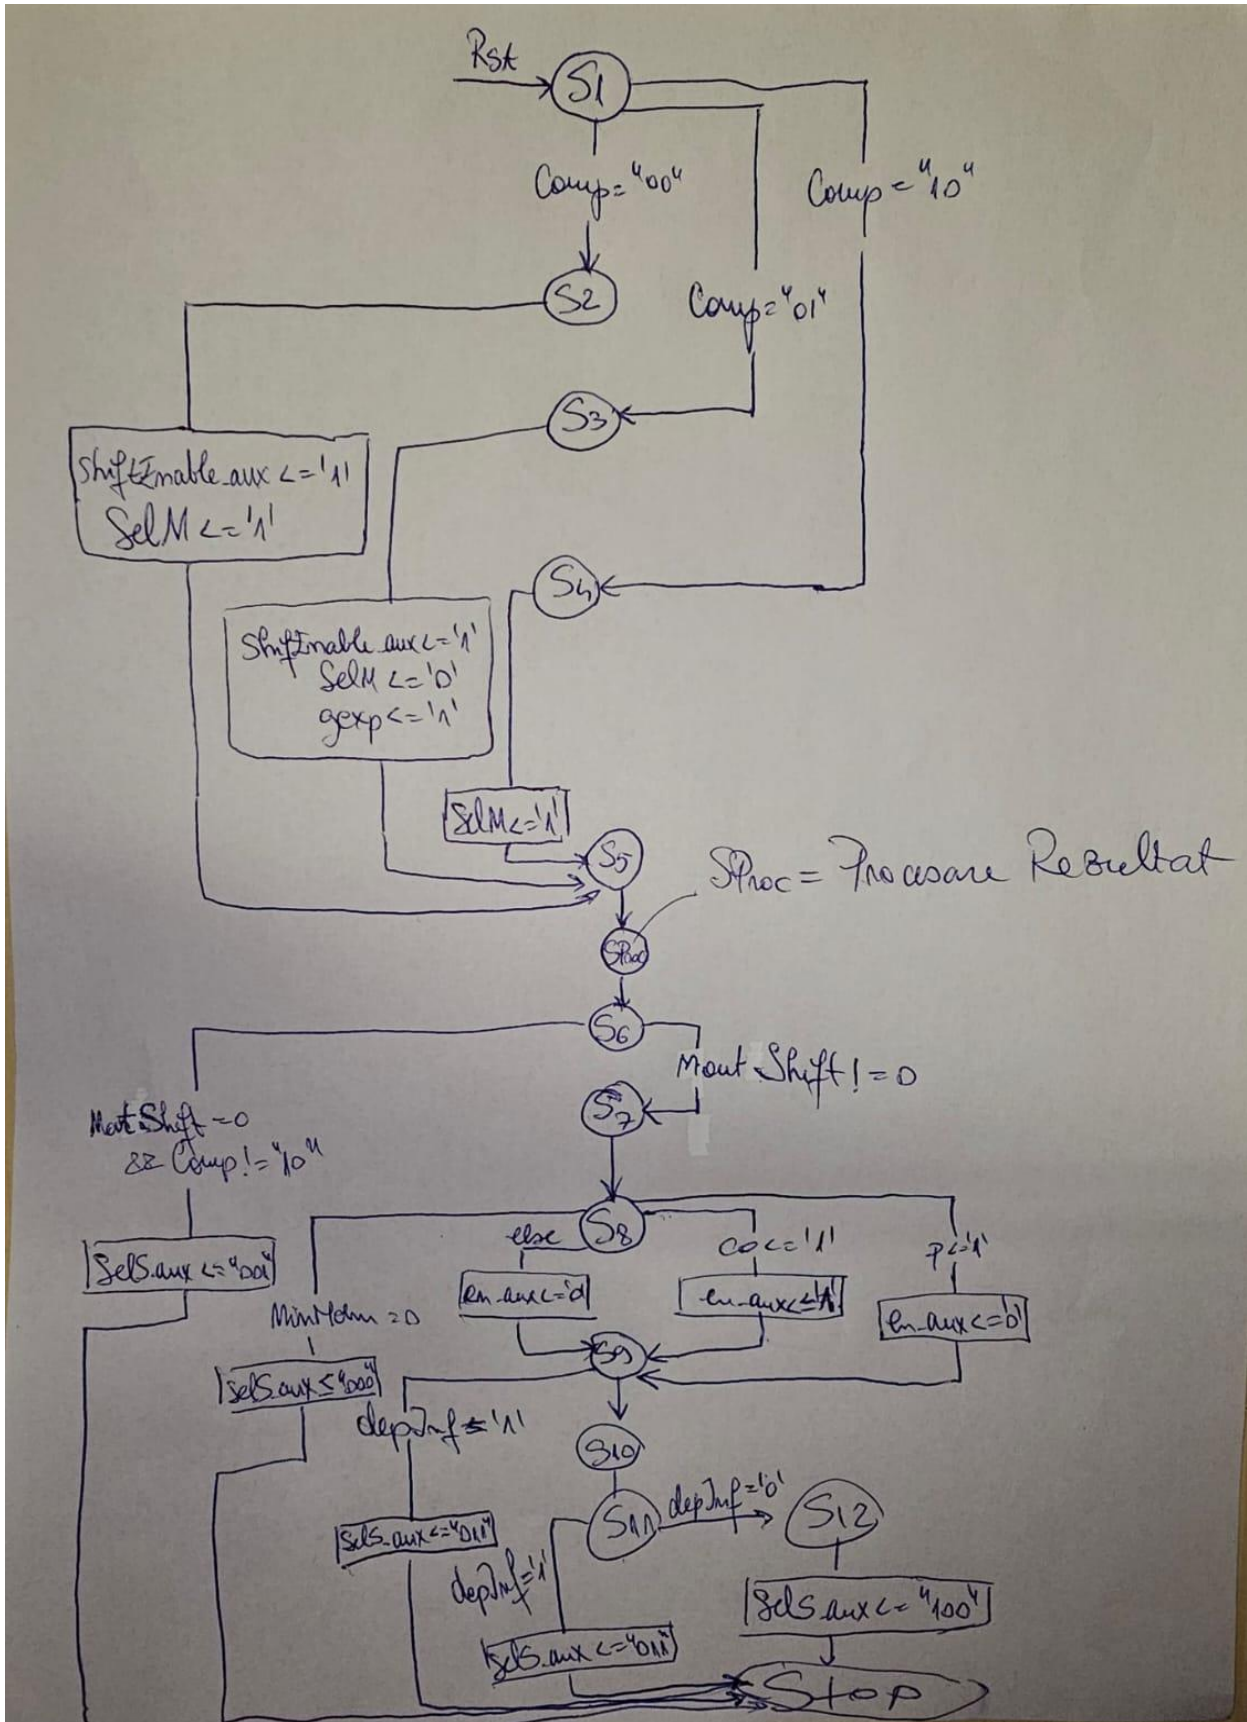 Rst
S1
Comp="00"
Comp="10"
S2
Comp="01"
S3
ShiftEnable_aux <='1'
SelM <='1'
S4
ShifEnable_aux<='1'
SelM <='0'
gexp<='1'
SelM<='1'
S5
SProc = Procesare Rezultat
SProc
S6
Mout Shift != 0
Mout Shift = 0
&& Comp != "10"
S7
S8
else
co <= '1'
p <= '1'
SelS_aux <= "001"
en_aux<=
en_aux<=
en_aux<='0'
MinMdm = 0
S9
selS_aux <= "000"
depInf = '1'
S10
S11
depInf='0'
S12
SelS_aux <="011"
depInf='1'
SelS_aux <= "100"
SelS_aux <="011"
Stop